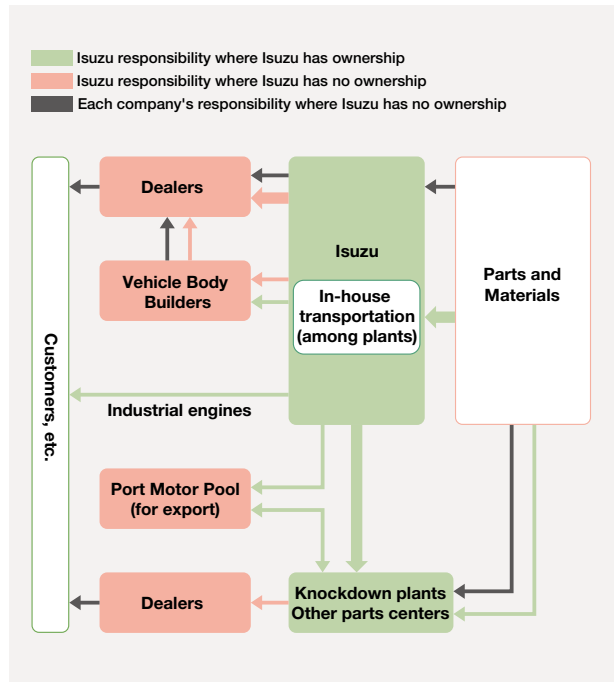 Isuzu responsibility where Isuzu has ownership
Isuzu responsibility where Isuzu has no ownership
Each company's responsibility where Isuzu has no ownership
Dealers
Isuzu
Vehicle Body
Builders
In-house
transportation
(among plants)
Parts and
Materials
Customers, etc.
Industrial engines
Port Motor Pool
(for export)
Dealers
Knockdown plants
Other parts centers